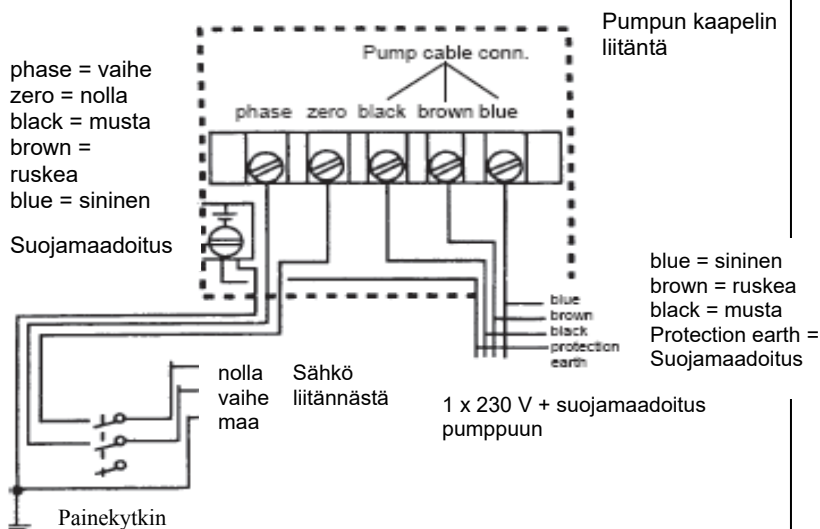 Pumpun kaapelin
liitäntä
phase = vaihe
zero = nolla
black = musta
brown =
ruskea
blue = sininen
Suojamaadoitus
Pump cable conn.
phase zero black brown blue
blue
brown
black
protection
earth
blue = sininen
brown = ruskea
black = musta
Protection earth =
Suojamaadoitus
nolla Sähkö
vaihe liitännästä
maa
1 x 230 V + suojamaadoitus
pumppuun
Painekytkin